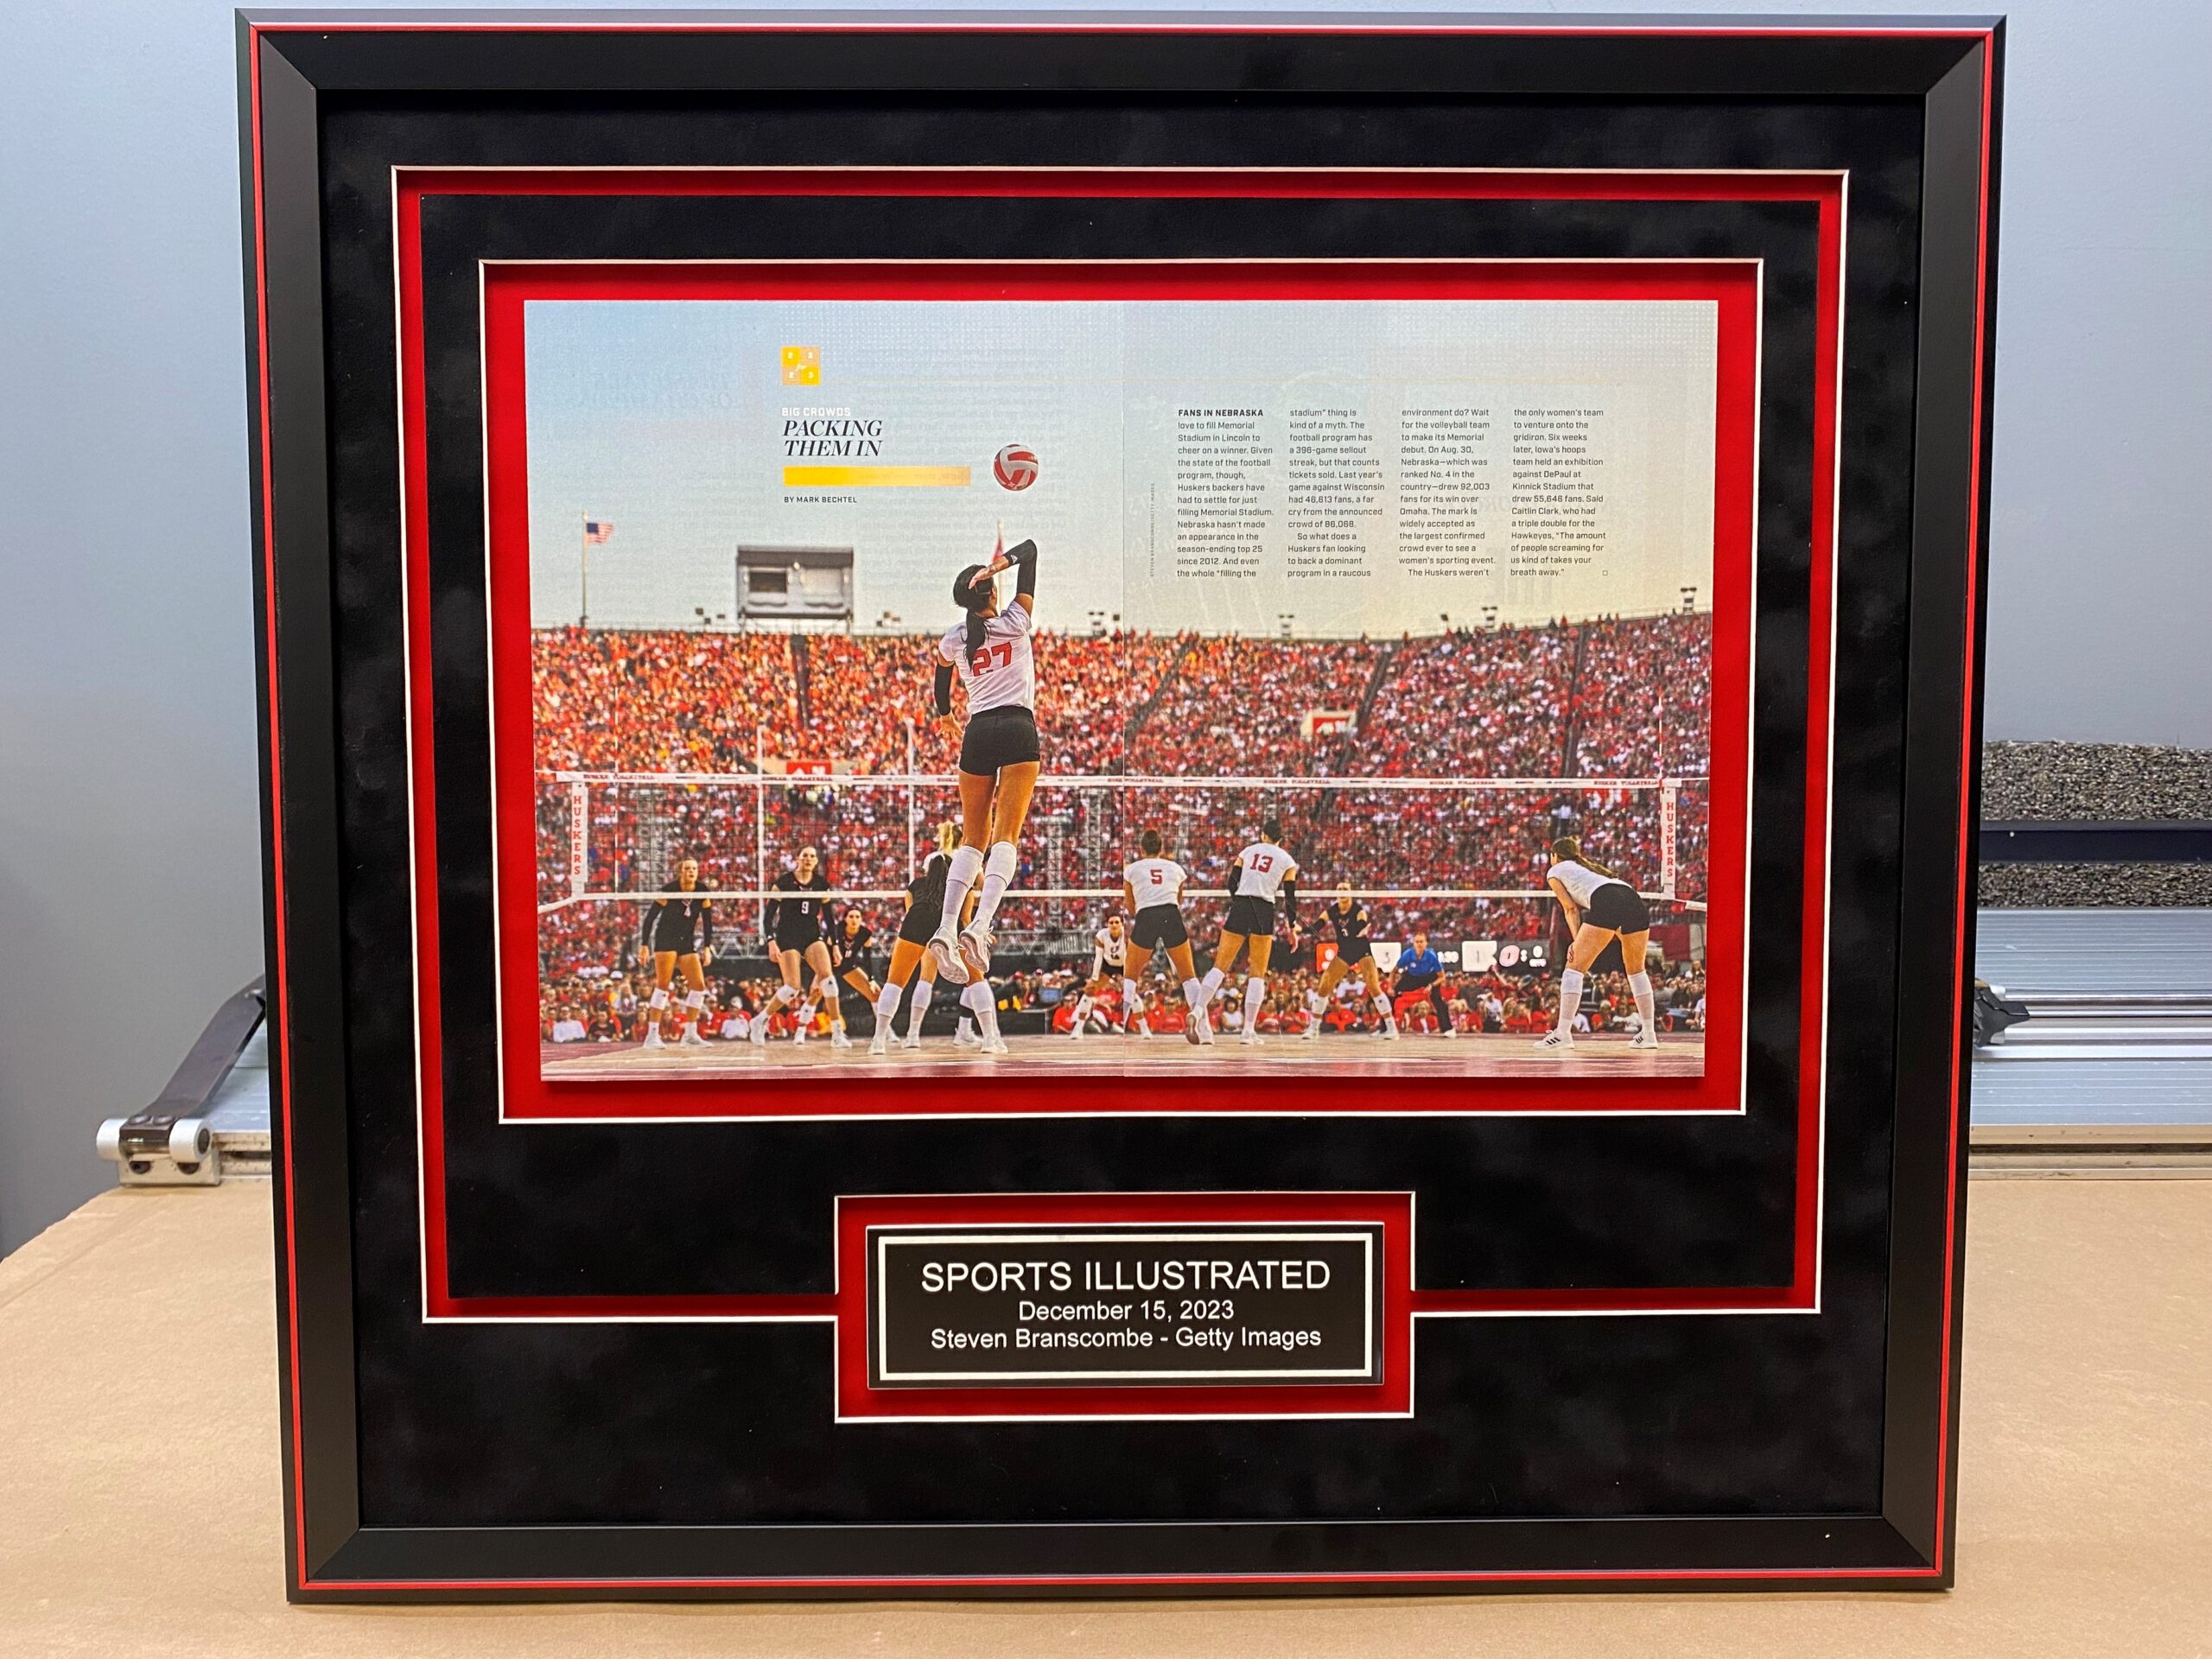 2 3
for
2 3
BIG CROWDS
PACKING
THEM IN
BY MARK BECHTEL
FANS IN NEBRASKA
love to fill Memorial
Stadium in Lincoln to
cheer on a winner. Given
the state of the football
program, though,
Huskers backers have
had to settle for just
filling Memorial Stadium.
Nebraska hasn't made
an appearance in the
season-ending top 25
since 2012. And even
the whole "filling the
stadium" thing is
kind of a myth. The
football program has
a 396-game sellout
streak, but that counts
tickets sold. Last year's
game against Wisconsin
had 46,613 fans, a far
cry from the announced
crowd of 86,068.
So what does a
Huskers fan looking
to back a dominant
program in a raucous
environment do? Wait
for the volleyball team
to make its Memorial
debut. On Aug. 30,
Nebraska—which was
ranked No. 4 in the
country—drew 92,003
fans for its win over
Omaha. The mark is
widely accepted as
the largest confirmed
crowd ever to see a
women's sporting event.
The Huskers weren't
the only women's team
to venture onto the
gridiron. Six weeks
later, Iowa's hoops
team held an exhibition
against DePaul at
Kinnick Stadium that
drew 55,646 fans. Said
Caitlin Clark, who had
a triple double for the
Hawkeyes, "The amount
of people screaming for
us kind of takes your
breath away."
STEVEN BRANSCOMBE/GETTY IMAGES
27
HUSKER VOLLEYBALL
HUSKERS
HUSKERS
9
5
13
SPORTS ILLUSTRATED
December 15, 2023
Steven Branscombe - Getty Images